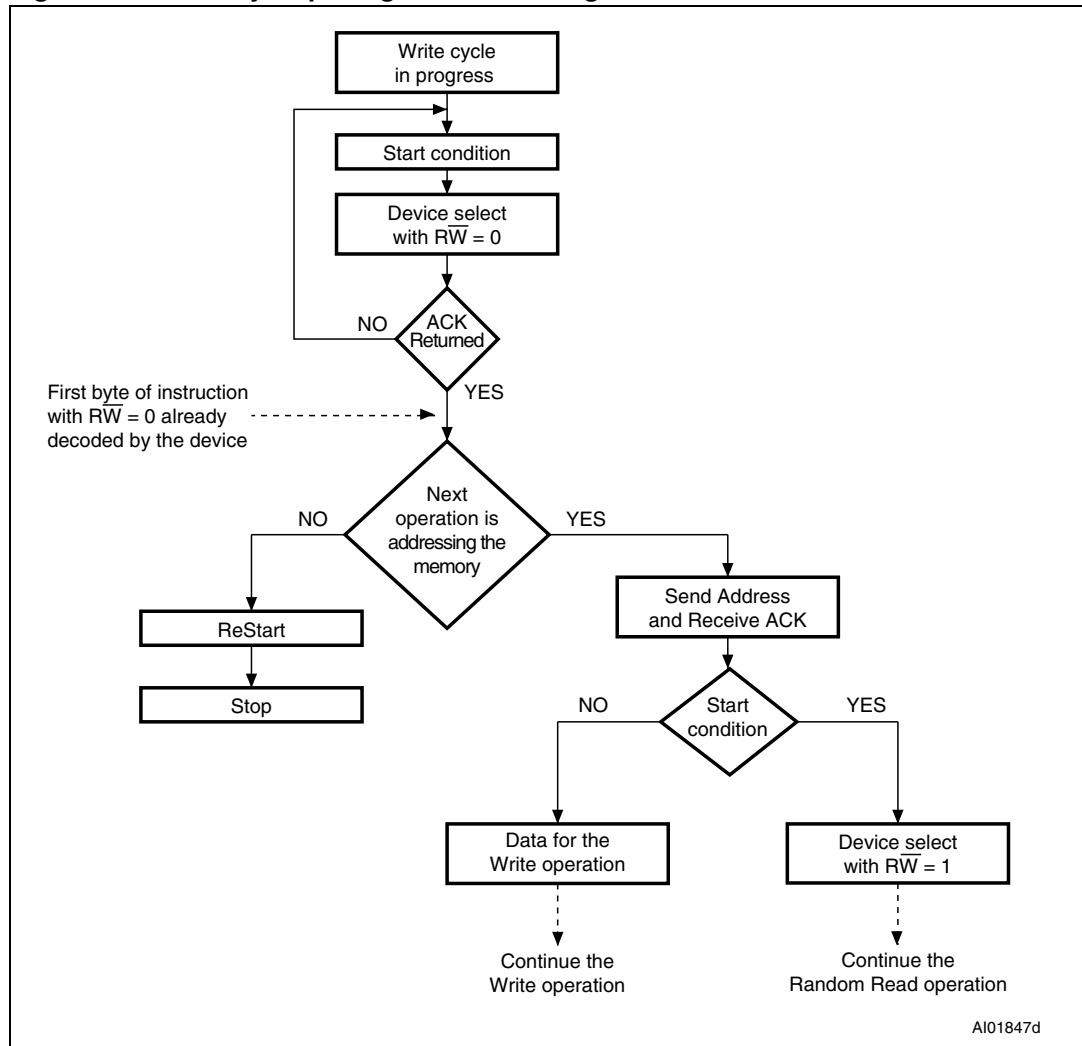 Write cycle
in progress
Start condition
Device select
with RW̅ = 0
NO
ACK
Returned
YES
First byte of instruction
with RW̅ = 0 already
decoded by the device
Next
operation is
addressing the
memory
NO
YES
Send Address
and Receive ACK
ReStart
Stop
Start
condition
NO
YES
Data for the
Write operation
Device select
with RW̅ = 1
Continue the
Write operation
Continue the
Random Read operation
AI01847d